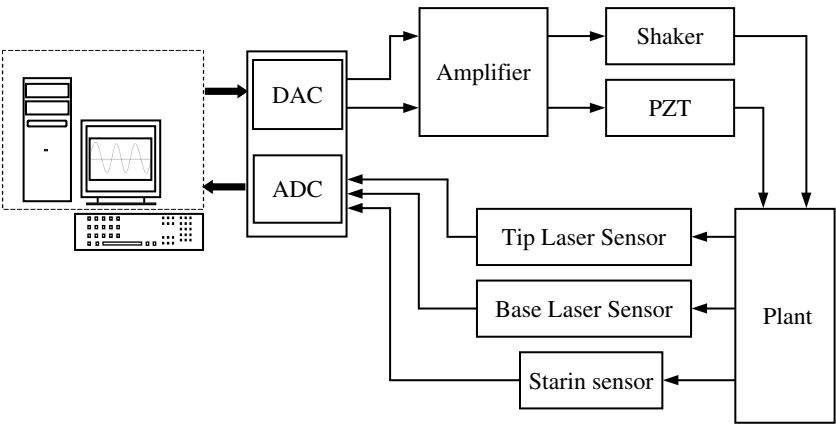 Shaker
DAC
Amplifier
PZT
ADC
Tip Laser Sensor
Base Laser Sensor
Plant
Starin sensor